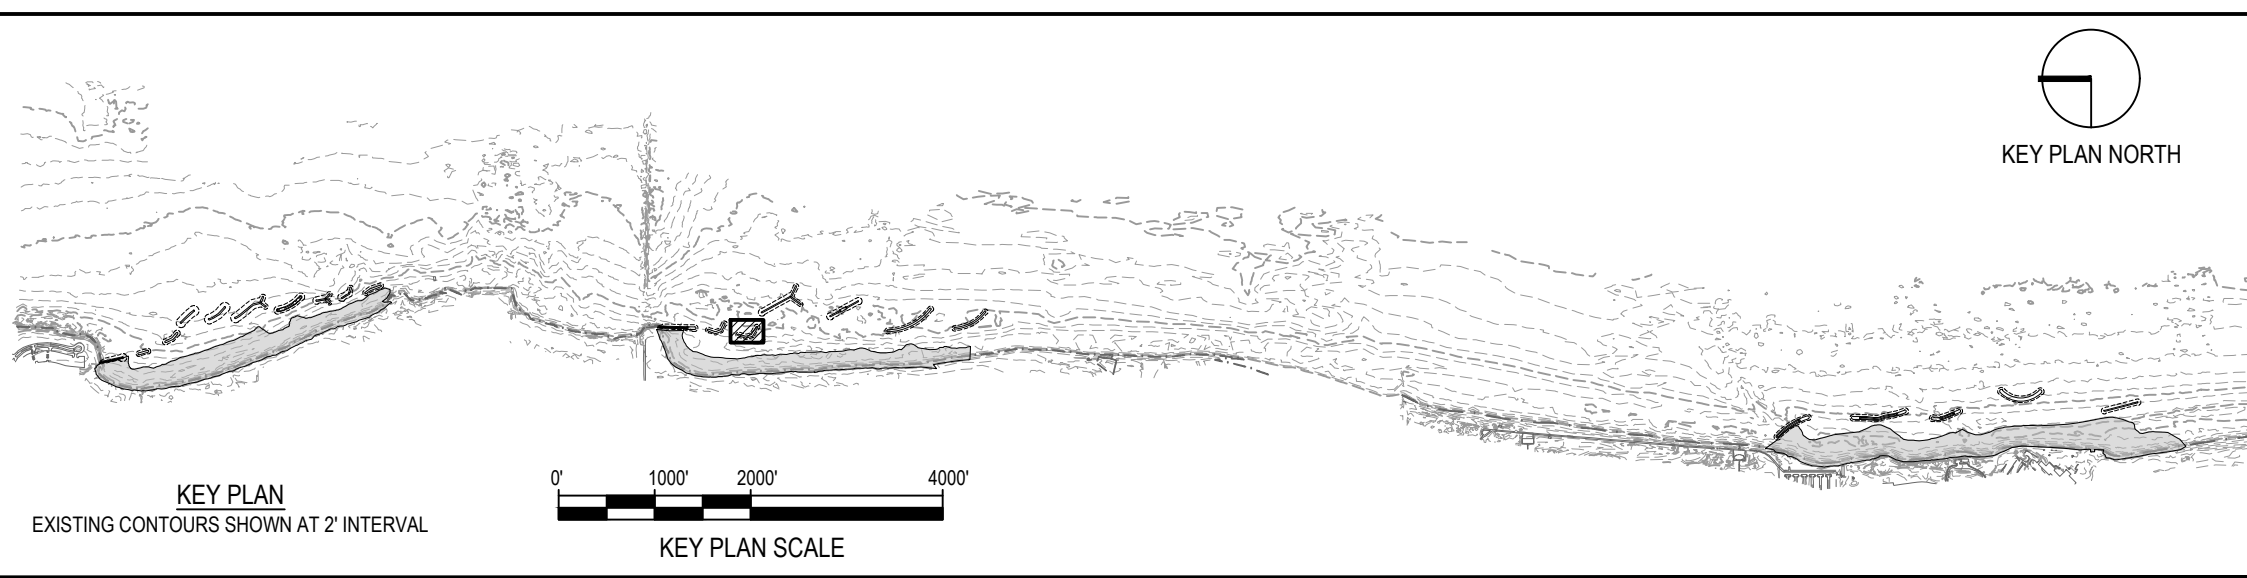 KEY PLAN NORTH
KEY PLAN
EXISTING CONTOURS SHOWN AT 2' INTERVAL
0' 1000' 2000' 4000'
KEY PLAN SCALE